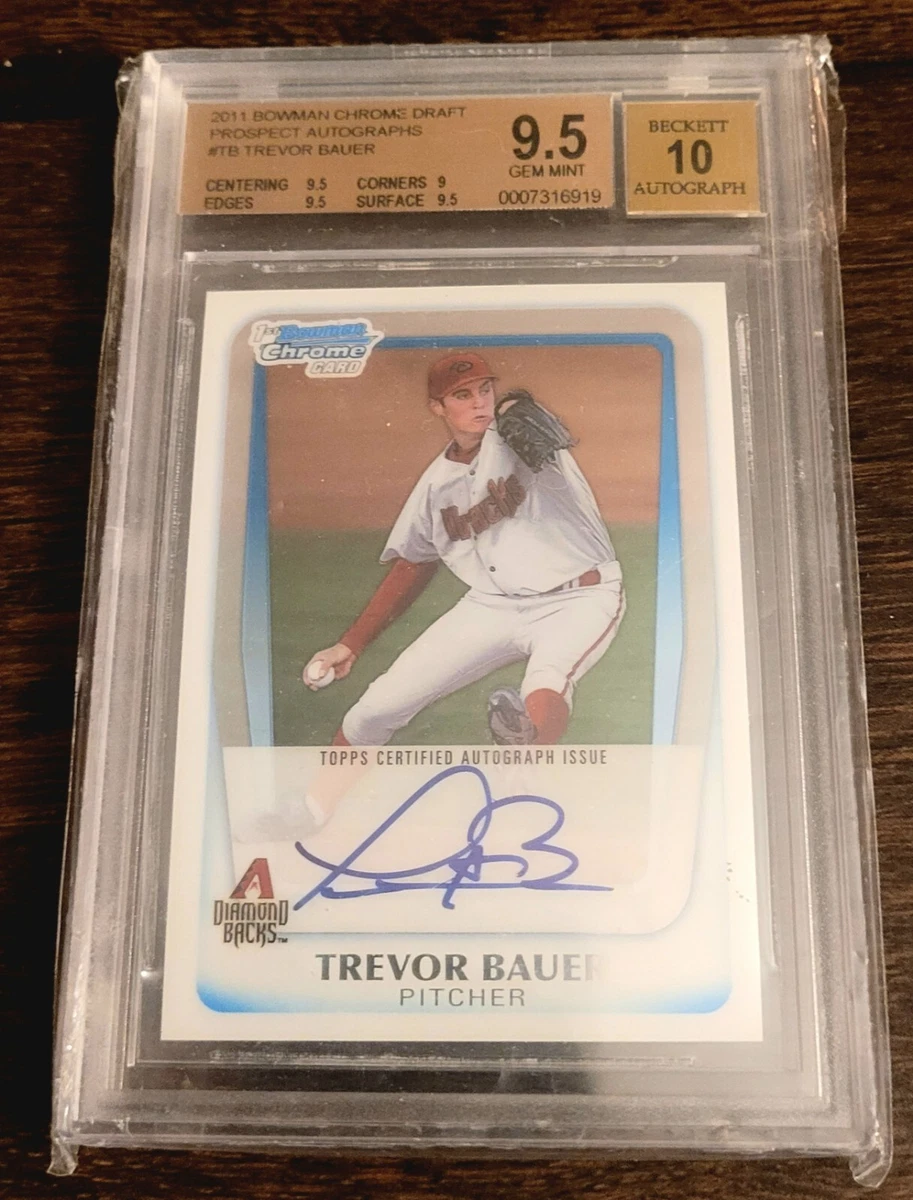 2011 BOWMAN CHROME DRAFT
PROSPECT AUTOGRAPHS
#TB TREVOR BAUER
CENTERING 9.5 CORNERS 9
EDGES 9.5 SURFACE 9.5
9.5
GEM MINT
0007316919
BECKETT
10
AUTOGRAPH
1st Bowman
Chrome
CARD
D
Dracks
TOPPS CERTIFIED AUTOGRAPH ISSUE
A
DIAMOND
BACKS™
TREVOR BAUER
PITCHER